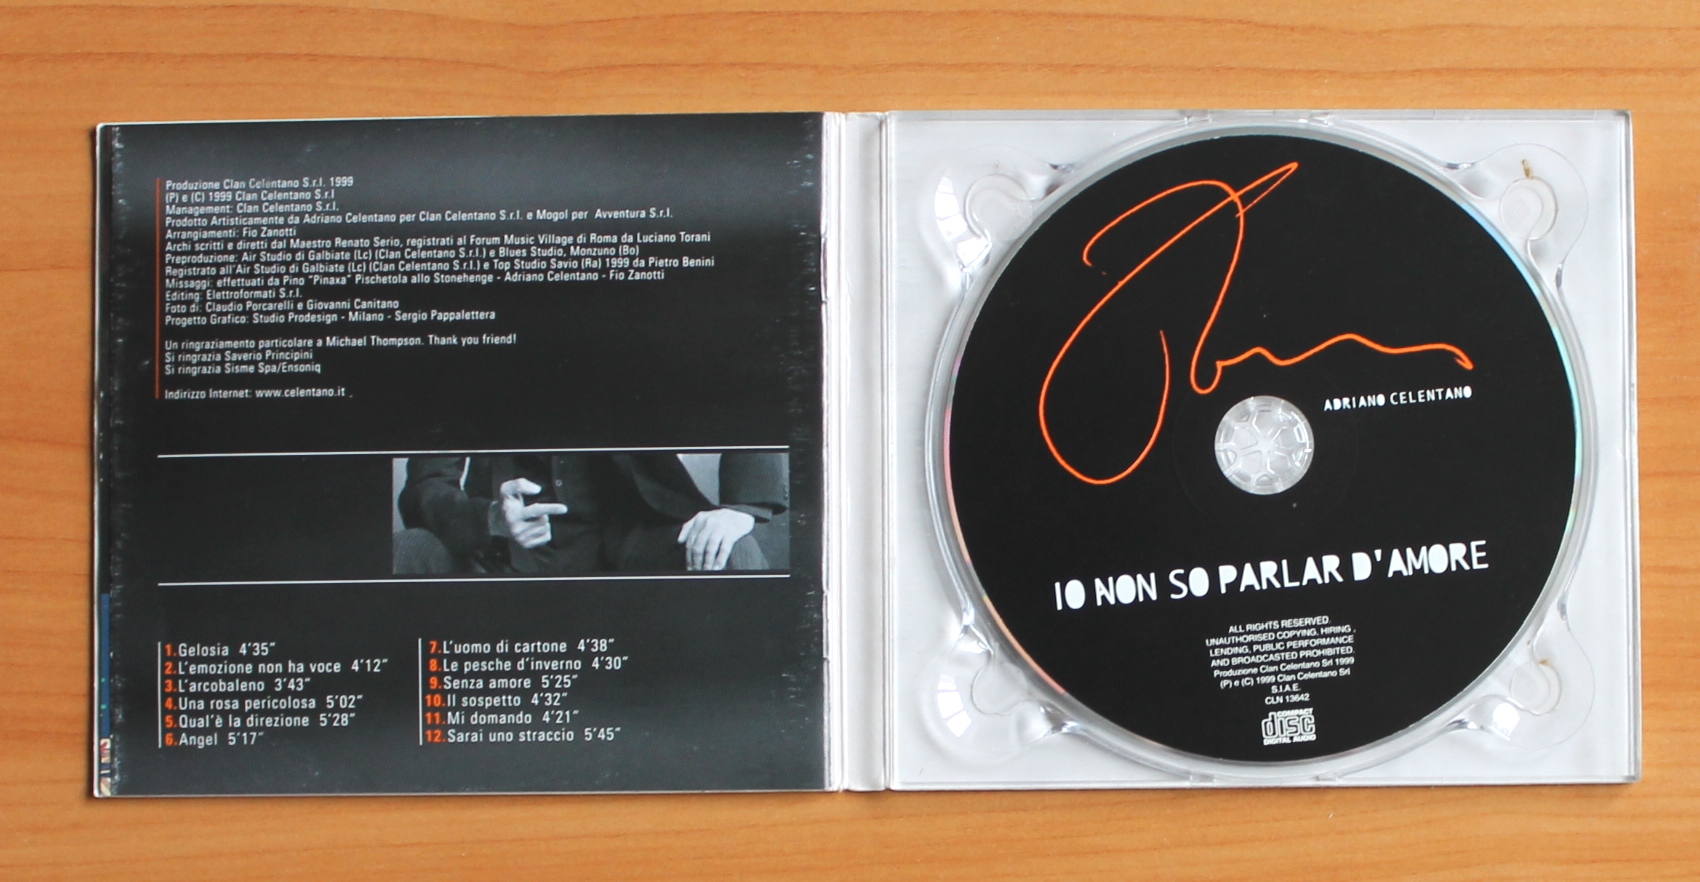 Produzione Clan Celentano S.r.l. 1999
(P) e (C) 1999 Clan Celentano S.r.l
Management: Clan Celentano S.r.l.
Prodotto Artisticamente da Adriano Celentano per Clan Celentano S.r.l. e Mogol per Avventura S.r.l.
Arrangiamenti: Fio Zanotti
Archi scritti e diretti dal Maestro Renato Serio, registrati al Forum Music Village di Roma da Luciano Torani
Preproduzione: Air Studio di Galbiate (Lc) (Clan Celentano S.r.l.) e Blues Studio, Monzuno (Bo)
Registrato all'Air Studio di Galbiate (Lc) (Clan Celentano S.r.l.) e Top Studio Savio (Ra) 1999 da Pietro Benini
Missaggi: effettuati da Pino "Pinaxa" Pischetola allo Stonehenge - Adriano Celentano - Fio Zanotti
Editing: Elettroformati S.r.l.
Foto di: Claudio Porcarelli e Giovanni Canitano
Progetto Grafico: Studio Prodesign - Milano - Sergio Pappalettera
Un ringraziamento particolare a Michael Thompson. Thank you friend!
Si ringrazia Saverio Principini
Si ringrazia Sisme Spa/Ensoniq
Indirizzo Internet: www.celentano.it .
1.Gelosia 4'35"
2.L'emozione non ha voce 4'12"
3.L'arcobaleno 3'43"
4.Una rosa pericolosa 5'02"
5.Qual'è la direzione 5'28"
6.Angel 5'17"
7.L'uomo di cartone 4'38"
8.Le pesche d'inverno 4'30"
9.Senza amore 5'25"
10.Il sospetto 4'32"
11.Mi domando 4'21"
12.Sarai uno straccio 5'45"
ADRIANO CELENTANO
IO NON SO PARLAR D'AMORE
ALL RIGHTS RESERVED.
UNAUTHORISED COPYING, HIRING,
LENDING, PUBLIC PERFORMANCE
AND BROADCASTED PROHIBITED.
Produzione Clan Celentano Srl 1999
(P) e (C) 1999 Clan Celentano Srl
S.I.A.E.
CLN 13642
COMPACT
disc
DIGITAL AUDIO